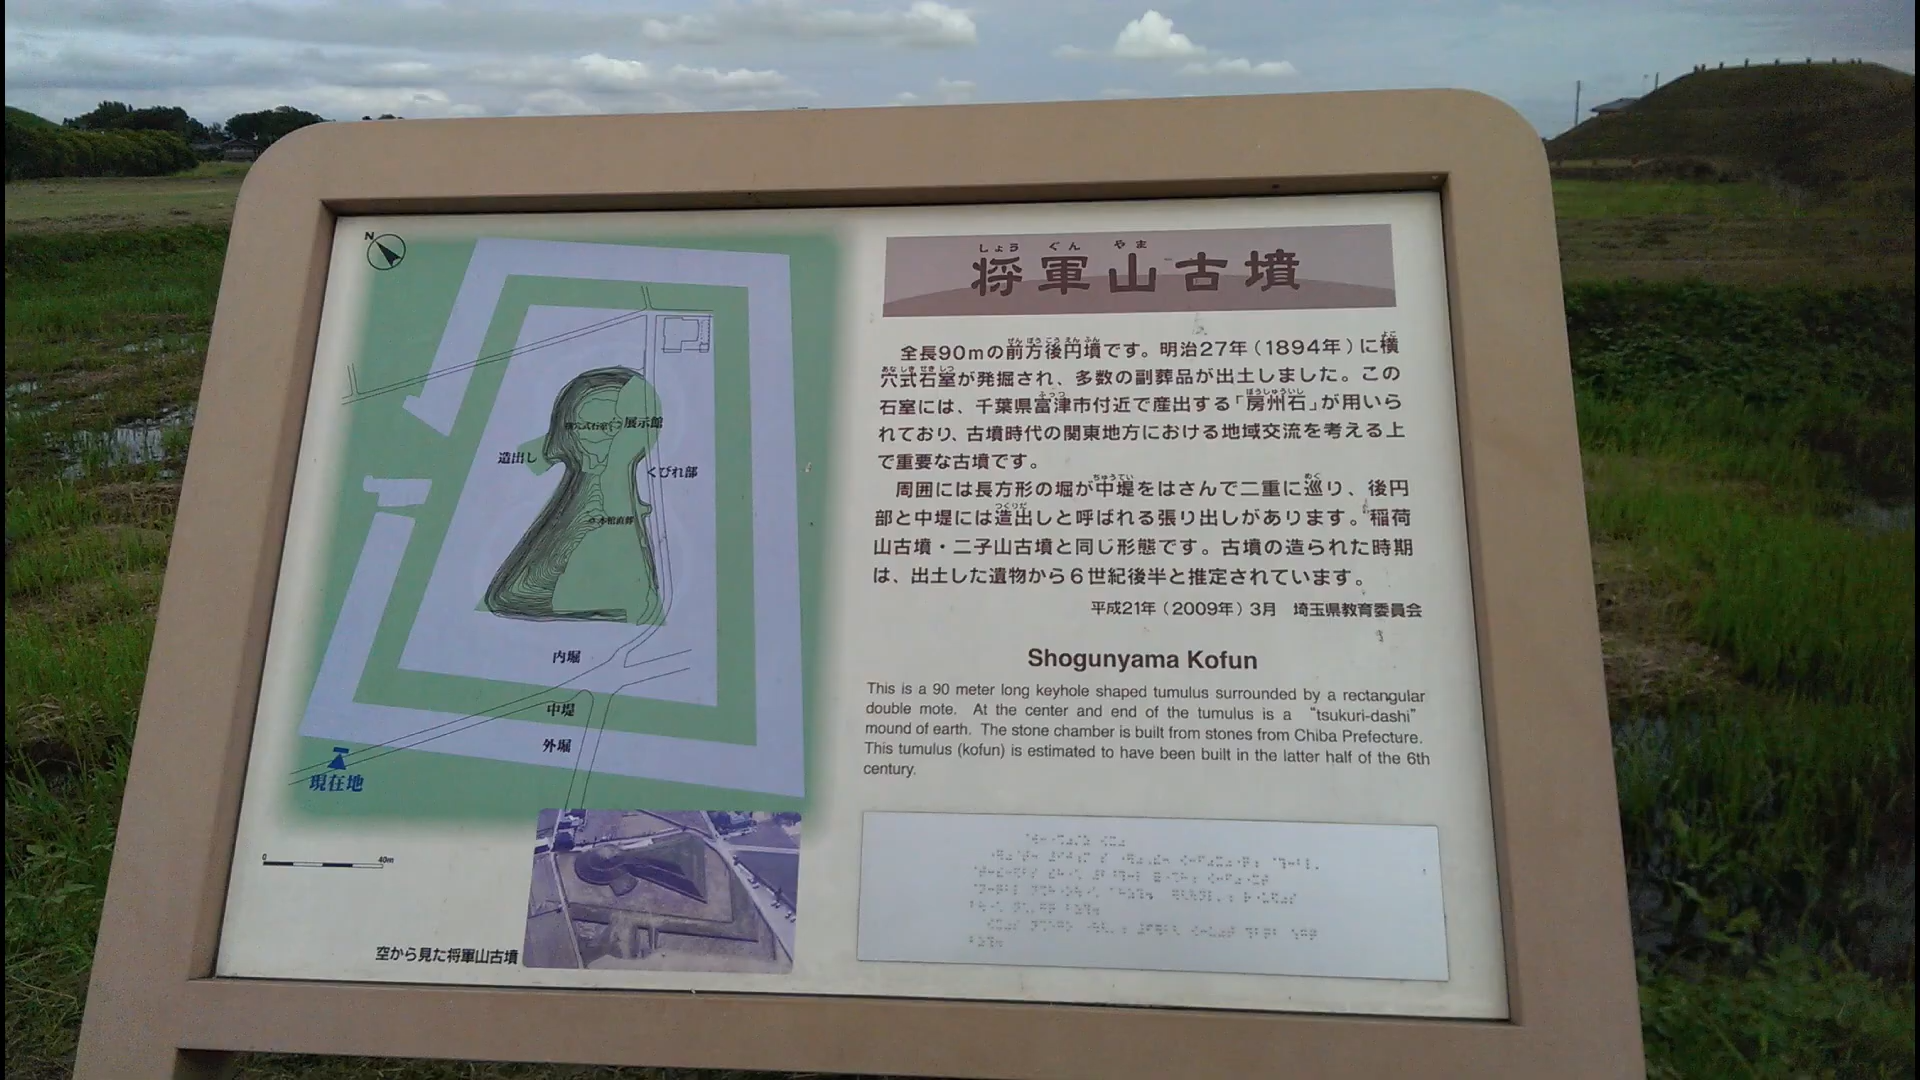 N
展示館
造出し
くびれ部
内堀
中堤
外堀
現在地
0 40m
空から見た将軍山古墳
しょう ぐん やま
将軍山古墳
全長90mの前方後円墳です。明治27年(1894年)に横
穴式石室が発掘され、多数の副葬品が出土しました。この
石室には、千葉県富津市付近で産出する「房州石」が用いら
れており、古墳時代の関東地方における地域交流を考える上
で重要な古墳です。
周囲には長方形の堀が中堤をはさんで二重に巡り、後円
部と中堤には造出しと呼ばれる張り出しがあります。稲荷
山古墳・二子山古墳と同じ形態です。古墳の造られた時期
は、出土した遺物から6世紀後半と推定されています。
平成21年(2009年)3月 埼玉県教育委員会
Shogunyama Kofun
This is a 90 meter long keyhole shaped tumulus surrounded by a rectangular
double mote. At the center and end of the tumulus is a “tsukuri-dashi”
mound of earth. The stone chamber is built from stones from Chiba Prefecture.
This tumulus (kofun) is estimated to have been built in the latter half of the 6th
century.